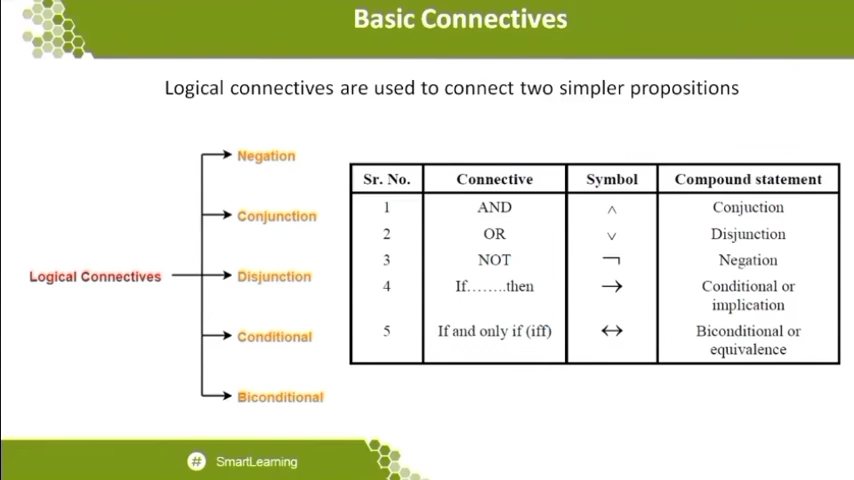 Basic Connectives
Logical connectives are used to connect two simpler propositions
Logical Connectives
Negation
Conjunction
Disjunction
Conditional
Biconditional
Sr. No. Connective Symbol Compound statement
1 AND ∧ Conjuction
2 OR ∨ Disjunction
3 NOT ¬ Negation
4 If........then → Conditional or
implication
5 If and only if (iff) ↔ Biconditional or
equivalence
# SmartLearning